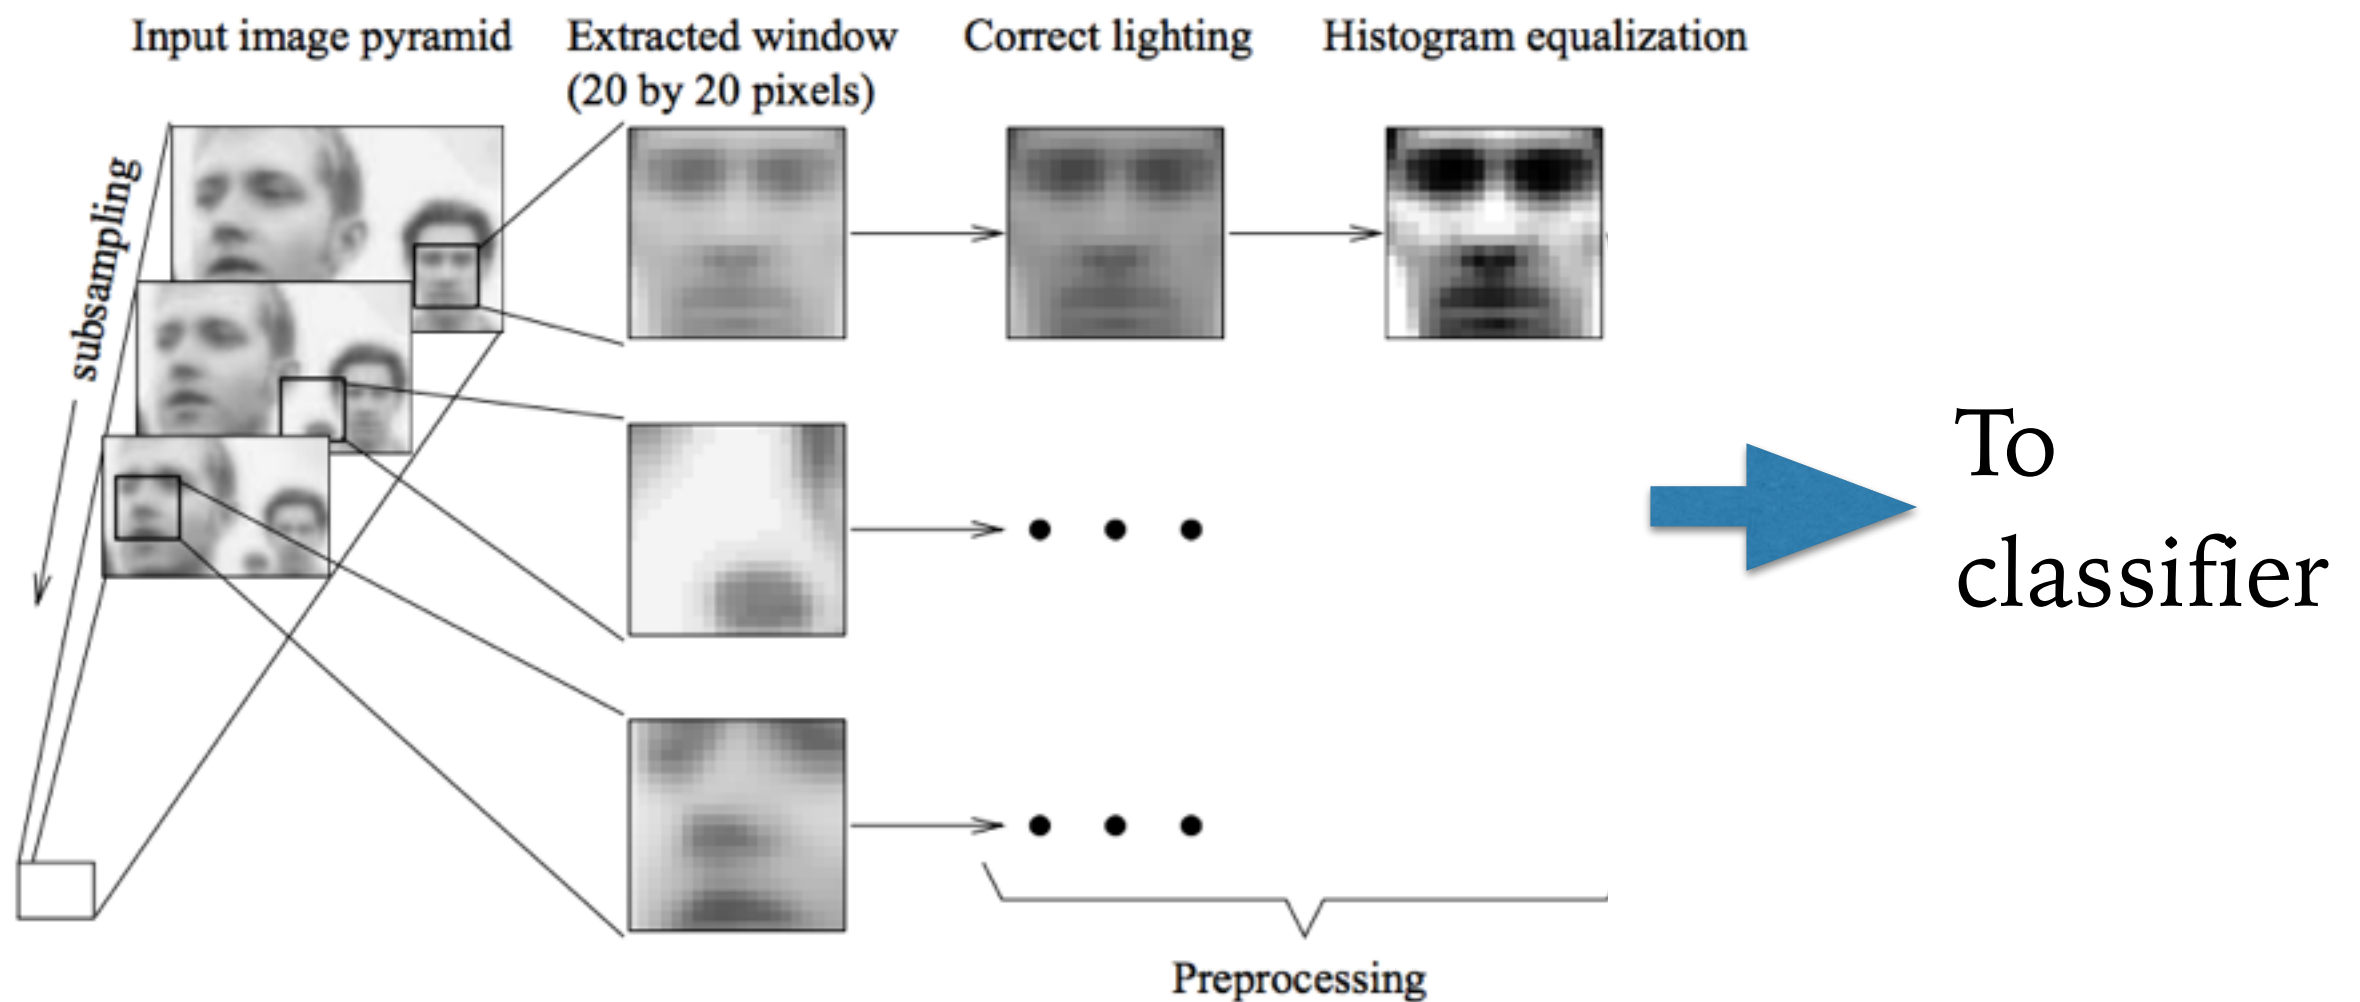 Input image pyramid
Extracted window
(20 by 20 pixels)
Correct lighting
Histogram equalization
subsampling
To
classifier
Preprocessing